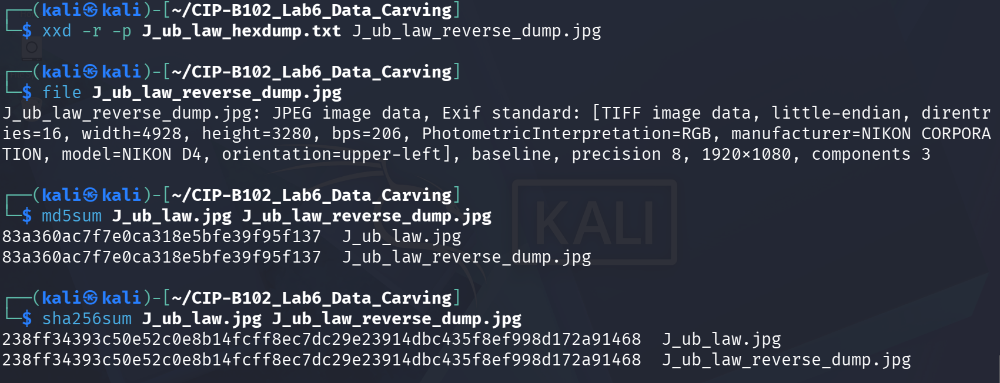 ┌──(kali㉿kali)-[~/CIP-B102_Lab6_Data_Carving]
└─$ xxd -r -p J_ub_law_hexdump.txt J_ub_law_reverse_dump.jpg
┌──(kali㉿kali)-[~/CIP-B102_Lab6_Data_Carving]
└─$ file J_ub_law_reverse_dump.jpg
J_ub_law_reverse_dump.jpg: JPEG image data, Exif standard: [TIFF image data, little-endian, direntr
ies=16, width=4928, height=3280, bps=206, PhotometricInterpretation=RGB, manufacturer=NIKON CORPORA
TION, model=NIKON D4, orientation=upper-left], baseline, precision 8, 1920×1080, components 3
┌──(kali㉿kali)-[~/CIP-B102_Lab6_Data_Carving]
└─$ md5sum J_ub_law.jpg J_ub_law_reverse_dump.jpg
83a360ac7f7e0ca318e5bfe39f95f137  J_ub_law.jpg
83a360ac7f7e0ca318e5bfe39f95f137  J_ub_law_reverse_dump.jpg
KALI
┌──(kali㉿kali)-[~/CIP-B102_Lab6_Data_Carving]
└─$ sha256sum J_ub_law.jpg J_ub_law_reverse_dump.jpg
238ff34393c50e52c0e8b14fcff8ec7dc29e23914dbc435f8ef998d172a91468  J_ub_law.jpg
238ff34393c50e52c0e8b14fcff8ec7dc29e23914dbc435f8ef998d172a91468  J_ub_law_reverse_dump.jpg